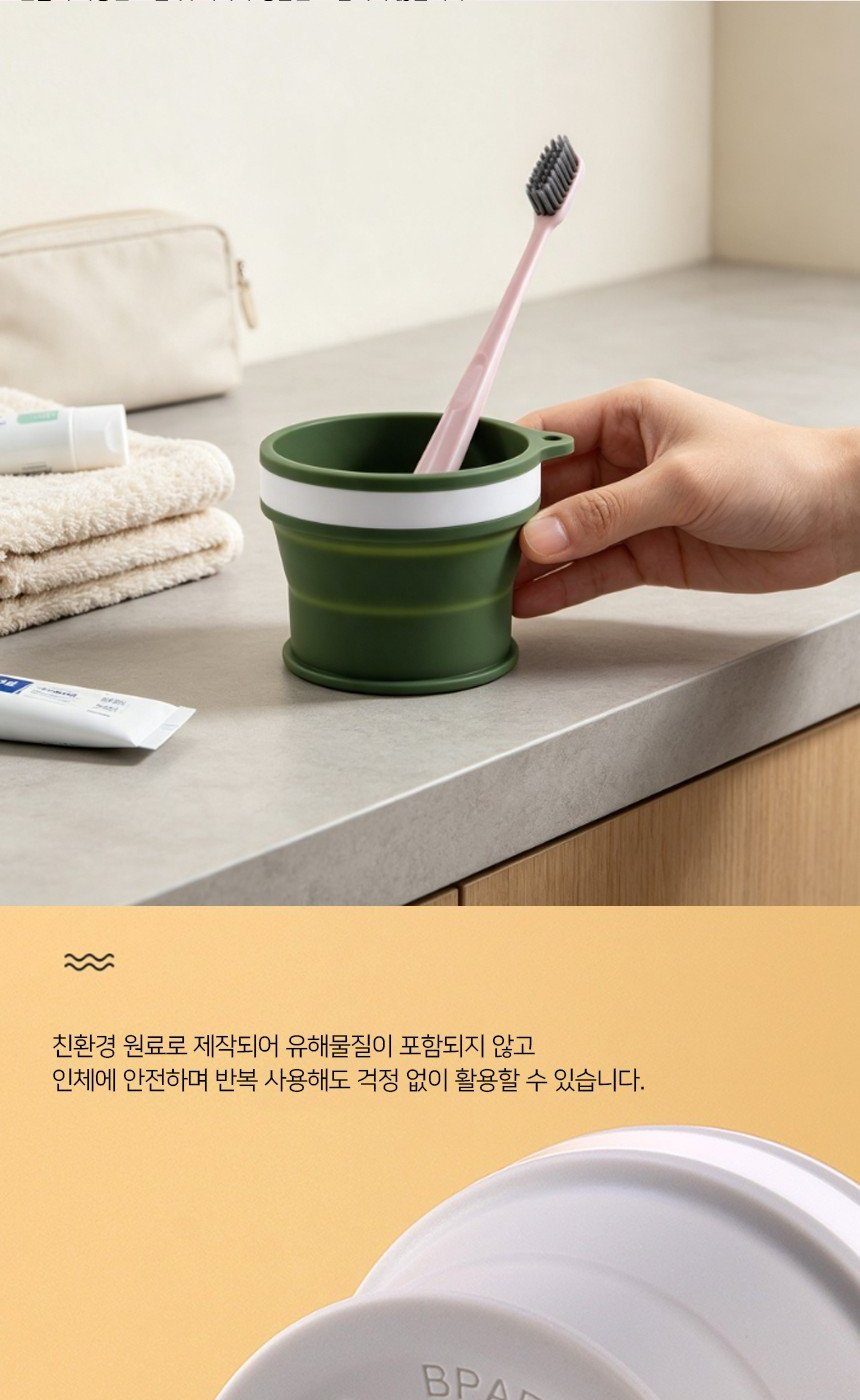 친환경 원료로 제작되어 유해물질이 포함되지 않고
인체에 안전하며 반복 사용해도 걱정 없이 활용할 수 있습니다.